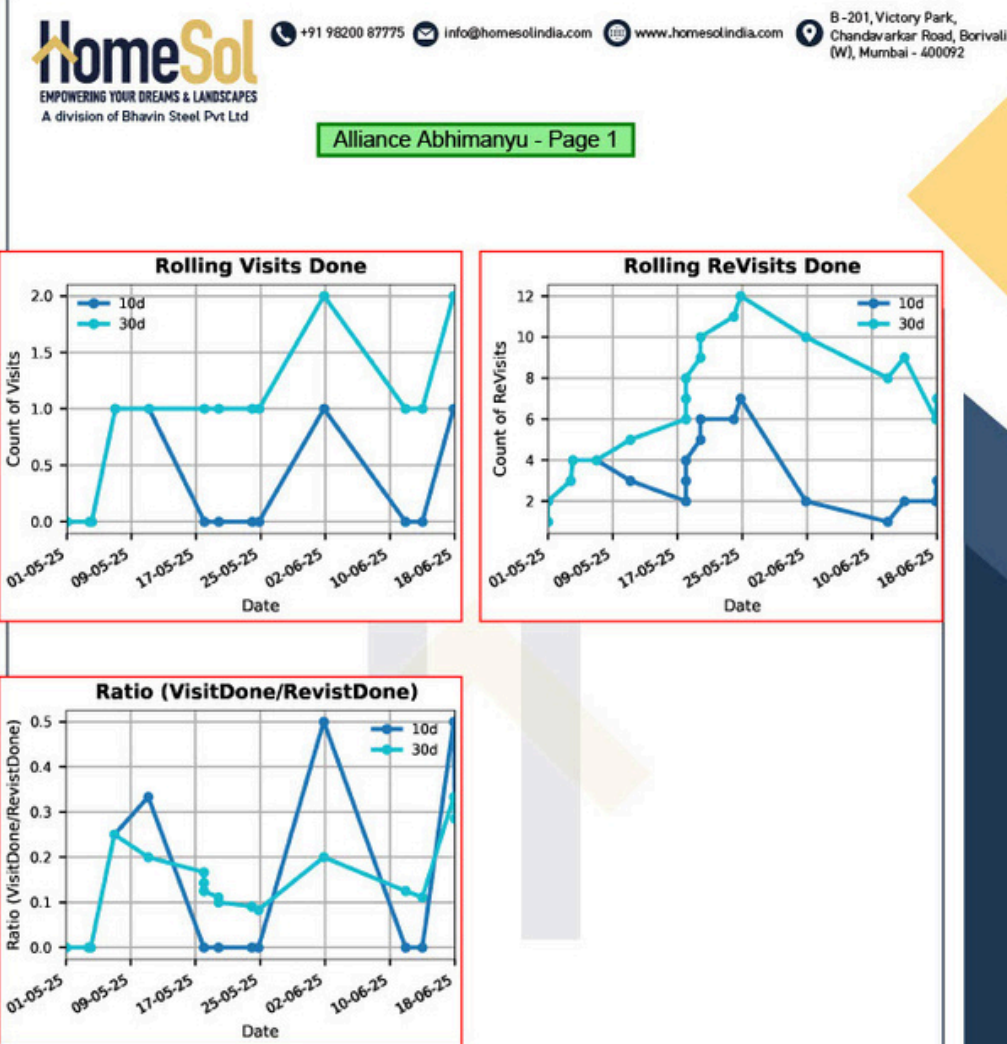 HomeSol
EMPOWERING YOUR DREAMS & LANDSCAPES
A division of Bhavin Steel Pvt Ltd
+91 98200 87775
info@homesolindia.com
www.homesolindia.com
B-201, Victory Park,
Chandavarkar Road, Borivali
(W), Mumbai - 400092
Alliance Abhimanyu - Page 1
Rolling Visits Done
10d
30d
Count of Visits
2.0
1.5
1.0
0.5
0.0
01-05-25
09-05-25
17-05-25
25-05-25
02-06-25
10-06-25
18-06-25
Date
Rolling ReVisits Done
10d
30d
Count of ReVisits
12
10
8
6
4
2
01-05-25
09-05-25
17-05-25
25-05-25
02-06-25
10-06-25
18-06-25
Date
Ratio (VisitDone/RevistDone)
10d
30d
Ratio (VisitDone/RevistDone)
0.5
0.4
0.3
0.2
0.1
0.0
01-05-25
09-05-25
17-05-25
25-05-25
02-06-25
10-06-25
18-06-25
Date